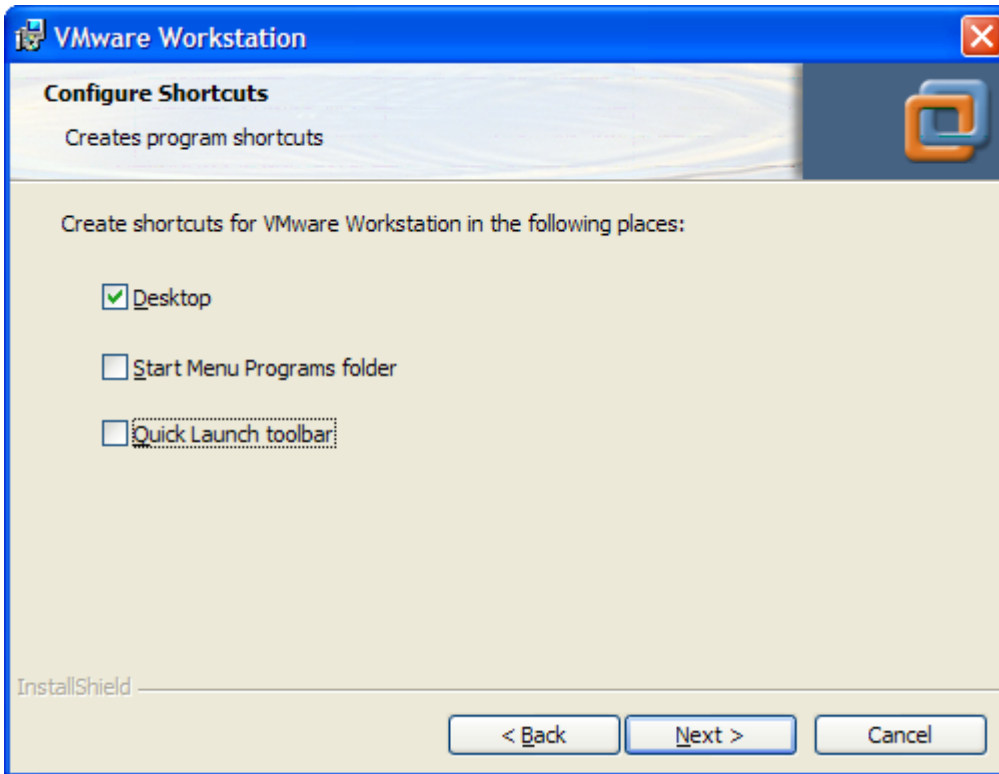 VMware Workstation
Configure Shortcuts
Creates program shortcuts
Create shortcuts for VMware Workstation in the following places:
Desktop
Start Menu Programs folder
Quick Launch toolbar
InstallShield
< Back
Next >
Cancel